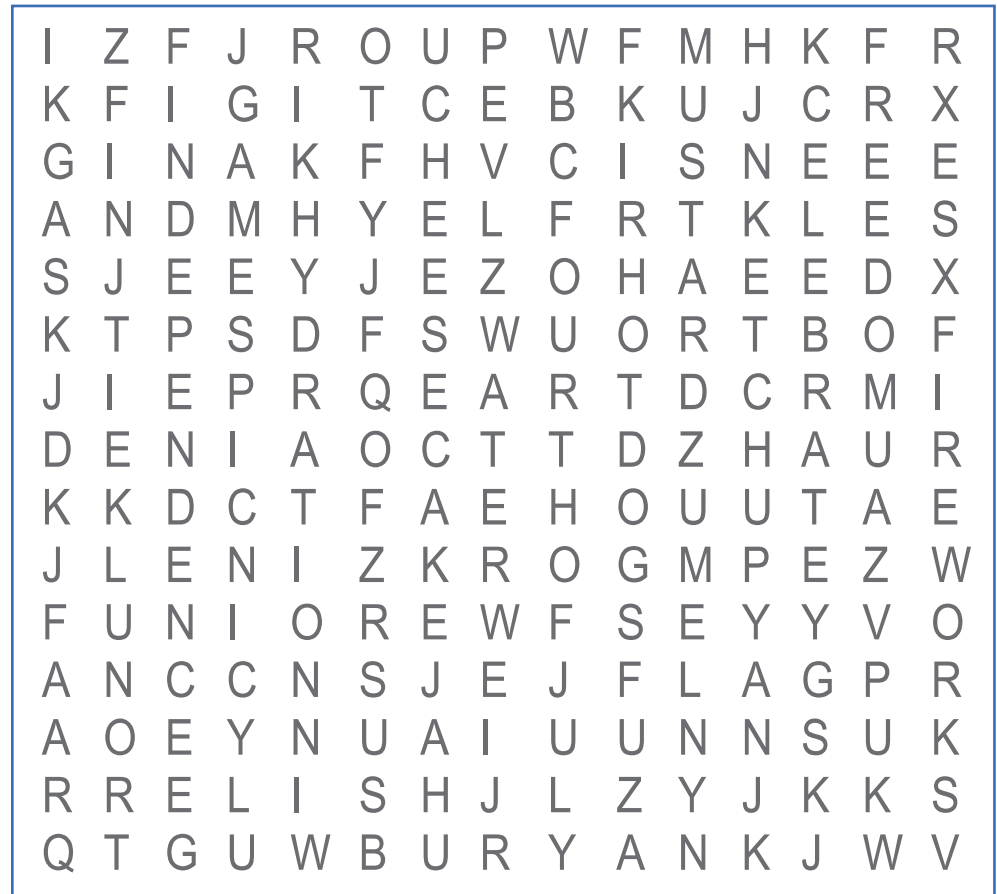 I Z F J R O U P W F M H K F R
K F I G I T C E B K U J C R X
G I N A K F H V C I S N E E E
A N D M H Y E L F R T K L E S
S J E E Y J E Z O H A E E D X
K T P S D F S W U O R T B O F
J I E P R Q E A R T D C R M I
D E N I A O C T T D Z H A U R
K K D C T F A E H O U U T A E
J L E N I Z K R O G M P E Z W
F U N I O R E W F S E Y Y V O
A N C C N S J E J F L A G P R
A O E Y N U A I U U N N S U K
R R E L I S H J L Z Y J K K S
Q T G U W B U R Y A N K J W V